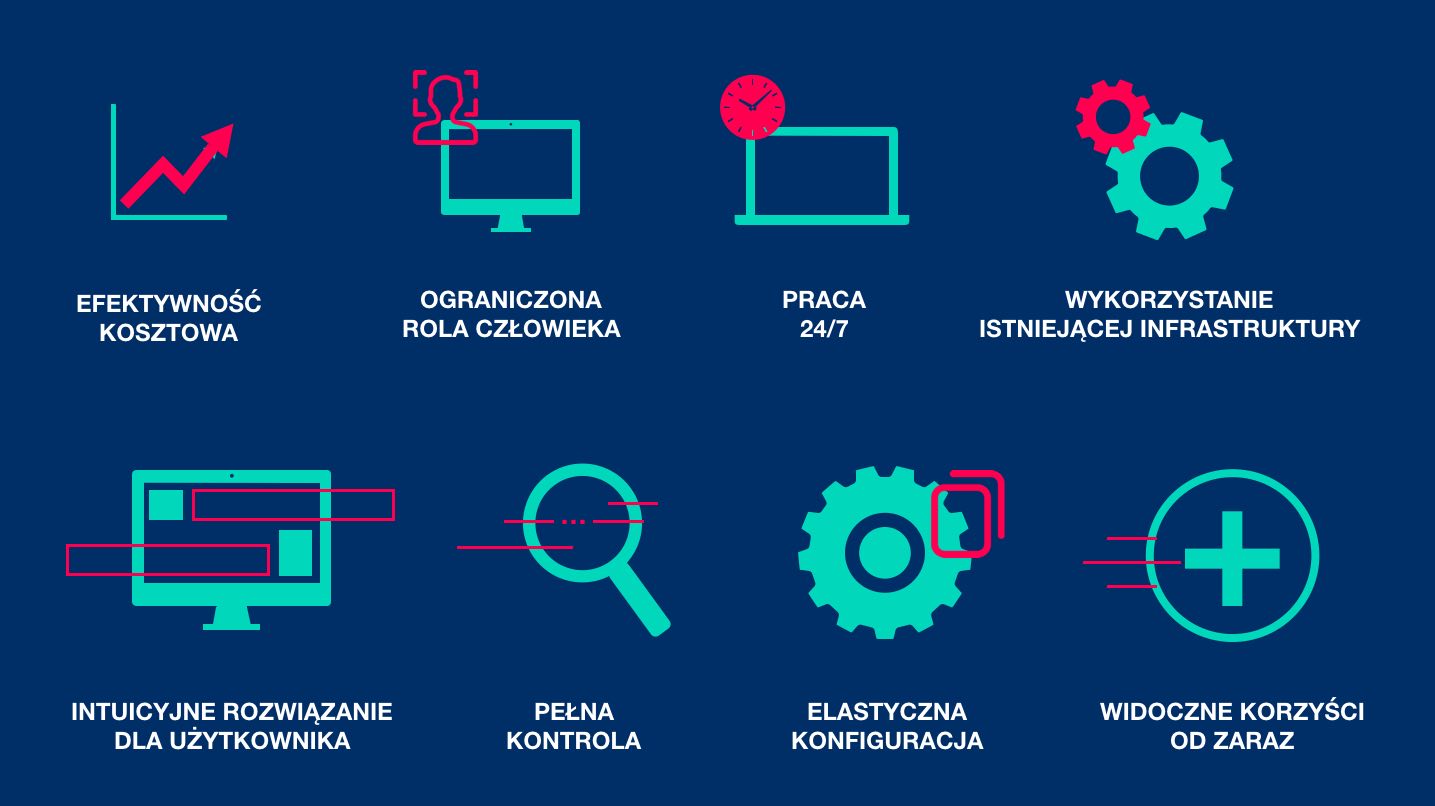 EFEKTYWNOŚĆ
KOSZTOWA
OGRANICZONA
ROLA CZŁOWIEKA
PRACA
24/7
WYKORZYSTANIE
ISTNIEJĄCEJ INFRASTRUKTURY
INTUICYJNE ROZWIĄZANIE
DLA UŻYTKOWNIKA
PEŁNA
KONTROLA
ELASTYCZNA
KONFIGURACJA
WIDOCZNE KORZYŚCI
OD ZARAZ